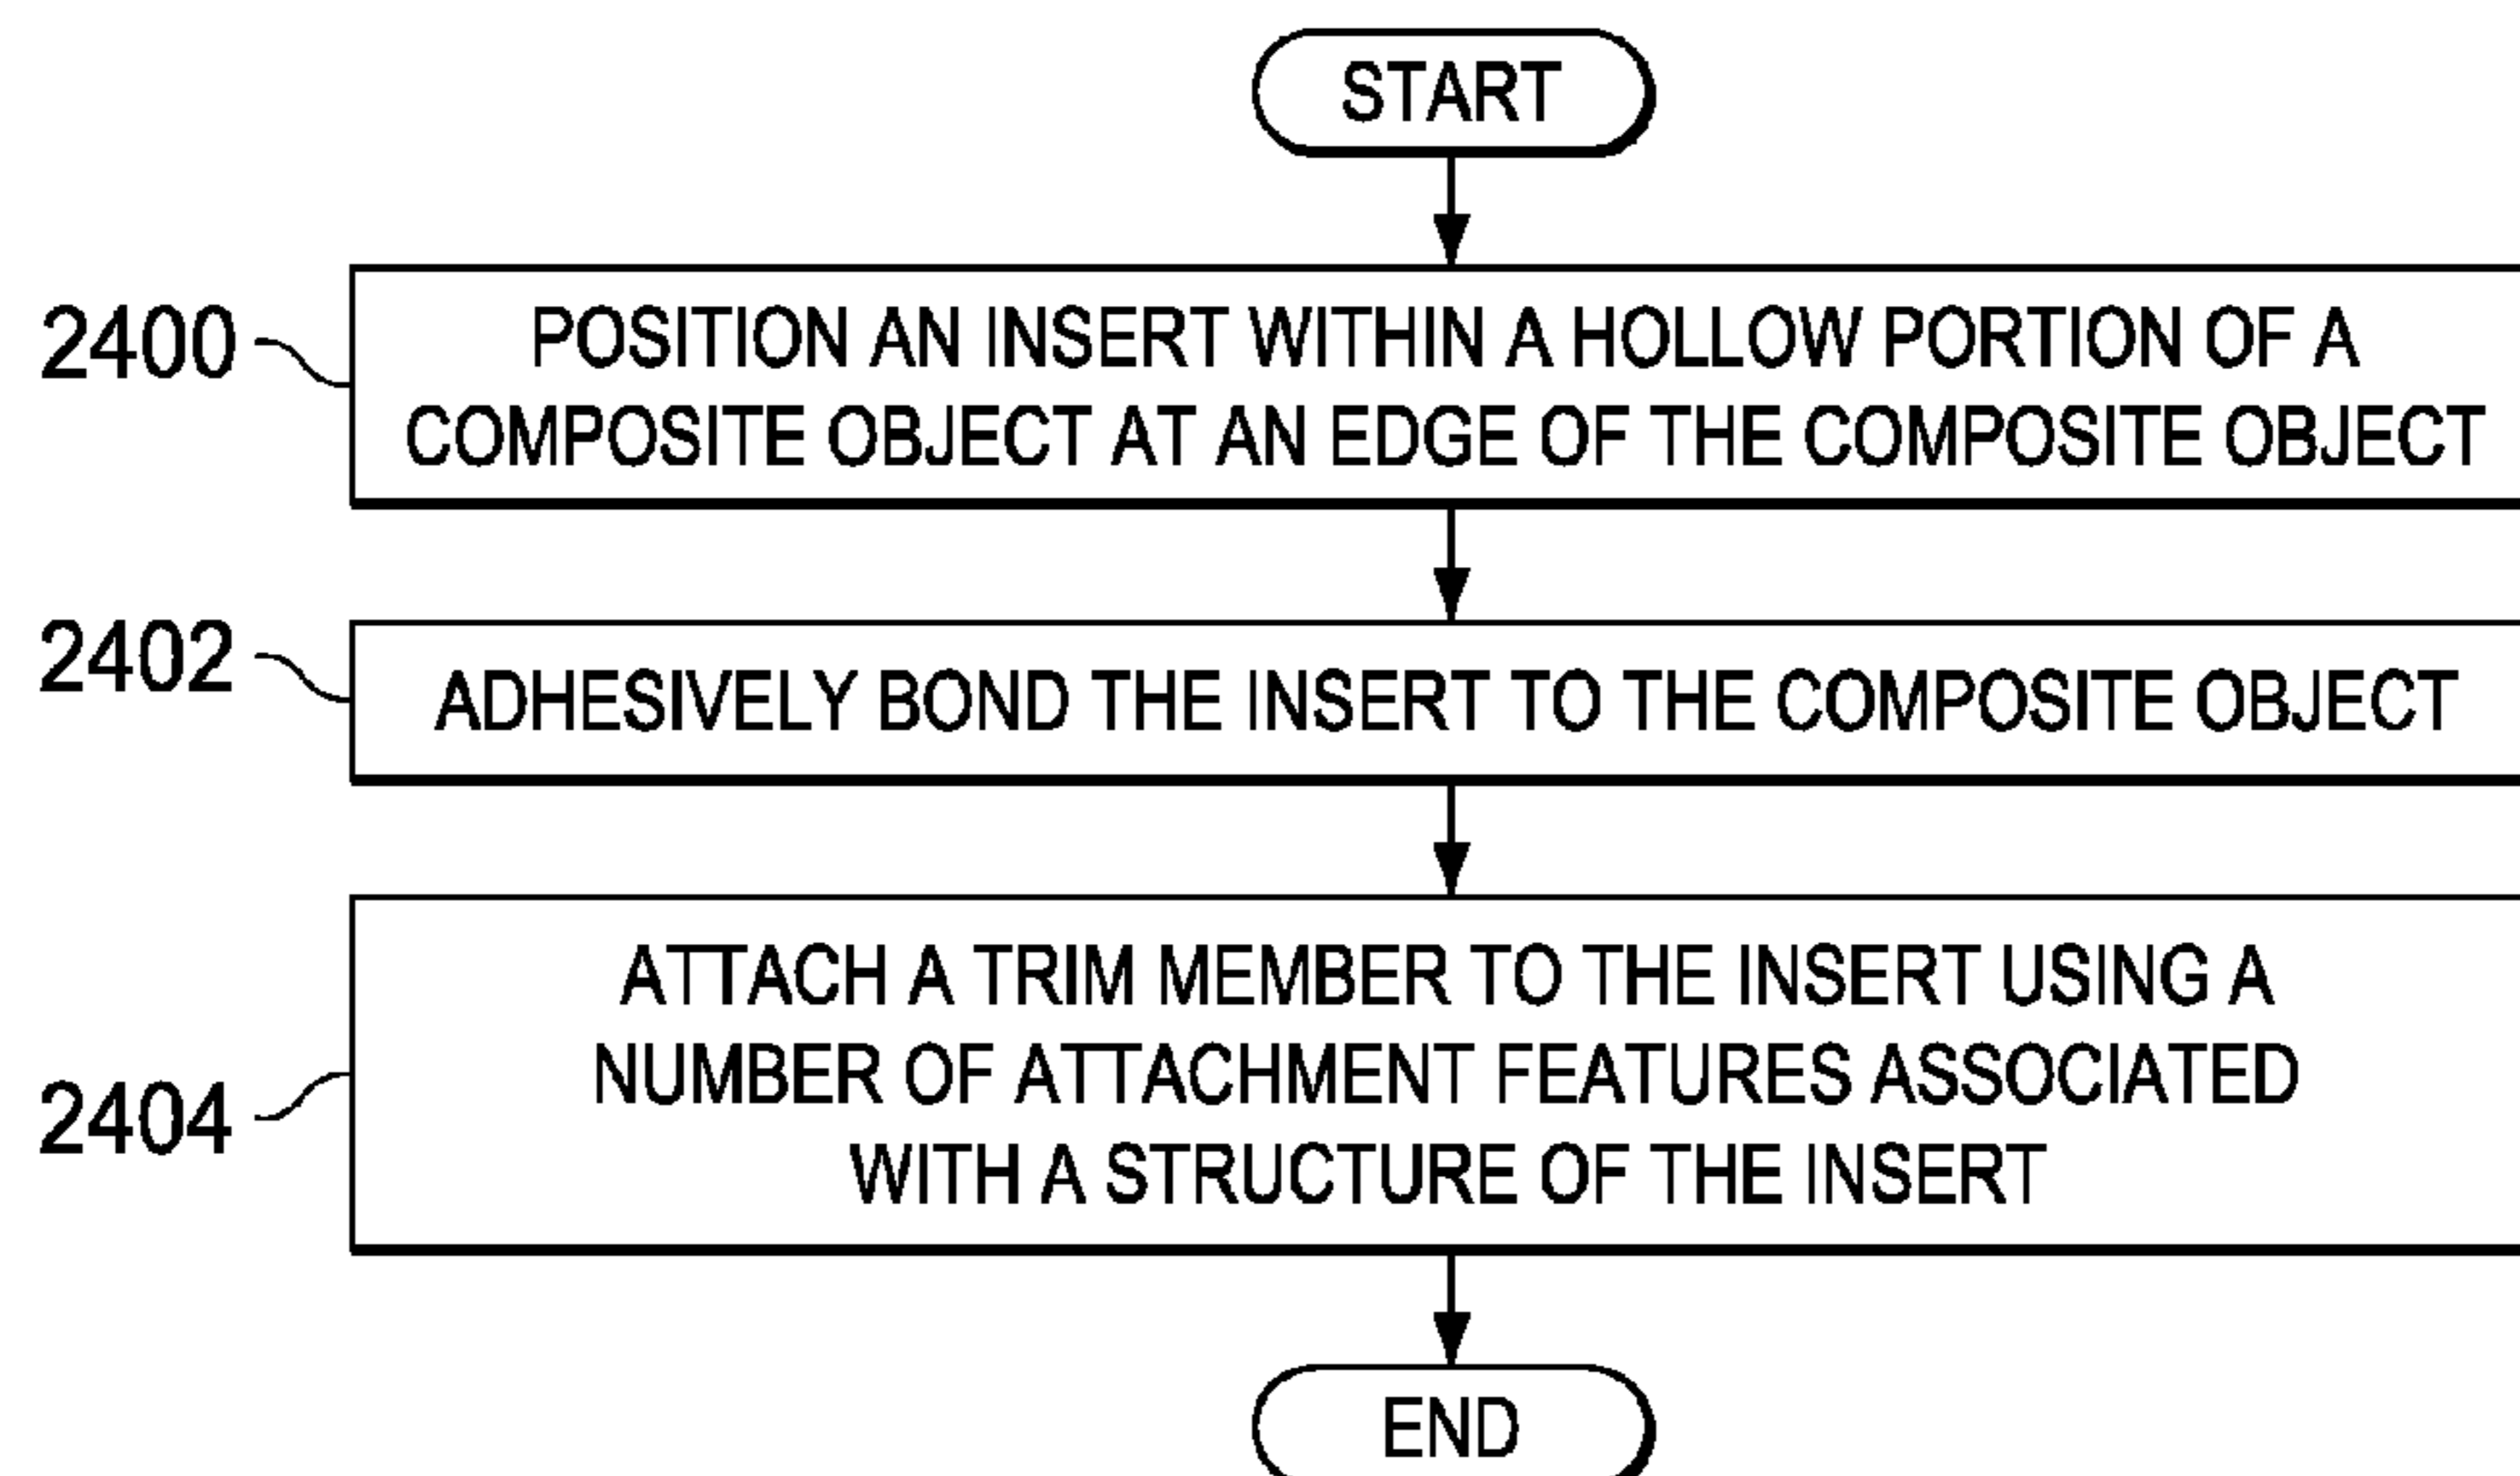 START
2400
POSITION AN INSERT WITHIN A HOLLOW PORTION OF A
COMPOSITE OBJECT AT AN EDGE OF THE COMPOSITE OBJECT
2402
ADHESIVELY BOND THE INSERT TO THE COMPOSITE OBJECT
2404
ATTACH A TRIM MEMBER TO THE INSERT USING A
NUMBER OF ATTACHMENT FEATURES ASSOCIATED
WITH A STRUCTURE OF THE INSERT
END